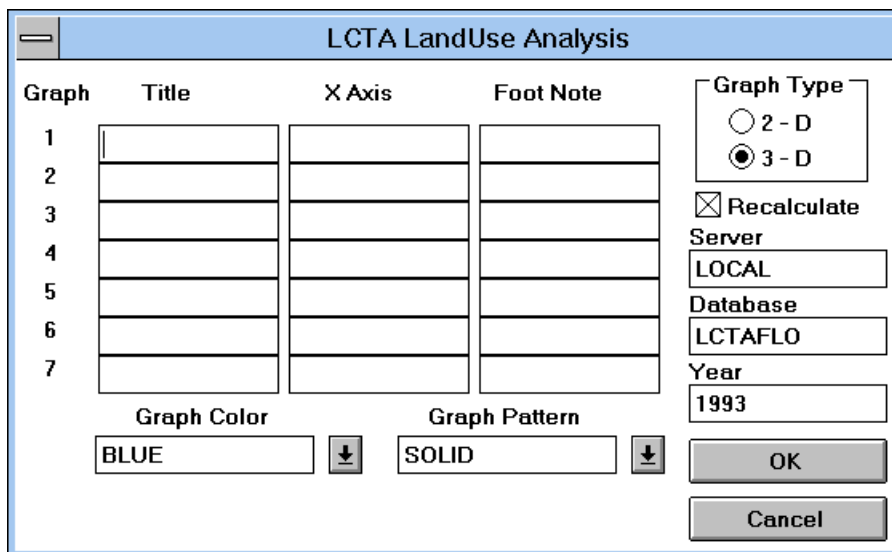 LCTA LandUse Analysis
Graph Title X Axis Foot Note
1
2
3
4
5
6
7
Graph Color Graph Pattern
BLUE SOLID
Graph Type
2 - D
3 - D
Recalculate
Server
LOCAL
Database
LCTAFLO
Year
1993
OK
Cancel